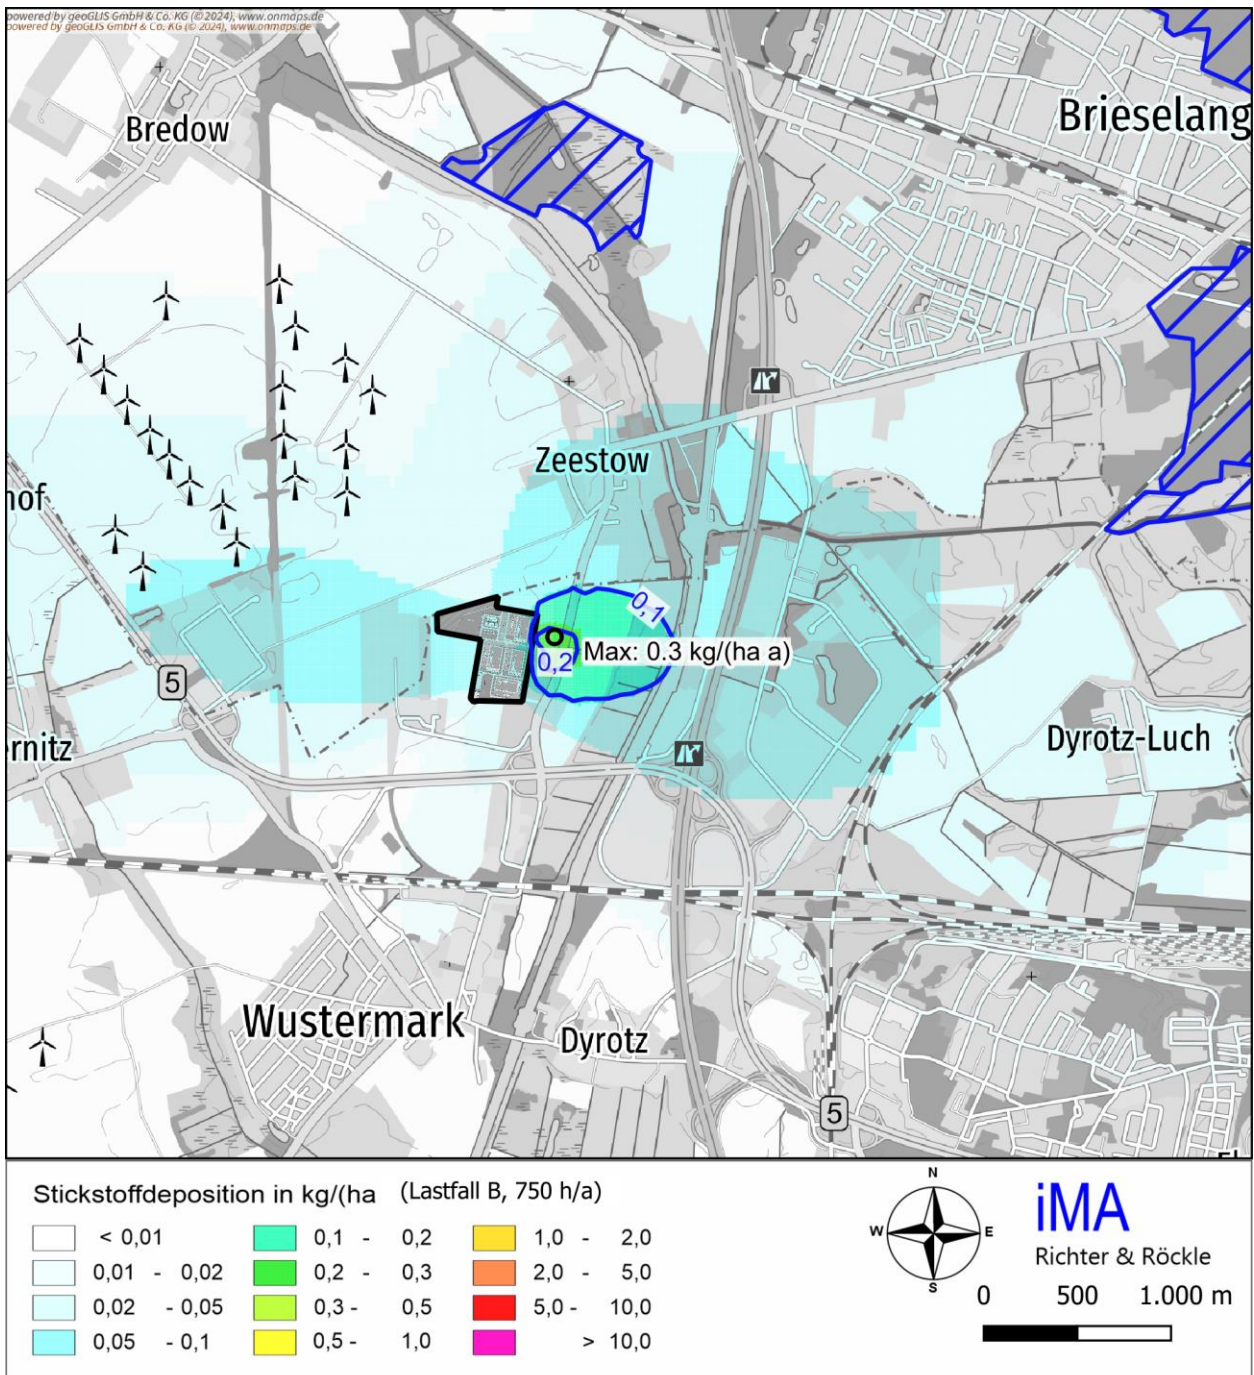 powered by geoGLIS GmbH & Co. KG (© 2024), www.onmaps.de
powered by geoGLIS GmbH & Co. KG (© 2024), www.onmaps.de
Brieselang
Bredow
Zeestow
hof
0,1
0,2
Max: 0.3 kg/(ha a)
5
ernitz
Dyrotz-Luch
Wustermark
Dyrotz
5
Stickstoffdeposition in kg/(ha (Lastfall B, 750 h/a)
< 0,01
0,01 - 0,02
0,02 - 0,05
0,05 - 0,1
0,1 - 0,2
0,2 - 0,3
0,3 - 0,5
0,5 - 1,0
1,0 - 2,0
2,0 - 5,0
5,0 - 10,0
> 10,0
N
W E
S
iMA
Richter & Röckle
0 500 1.000 m